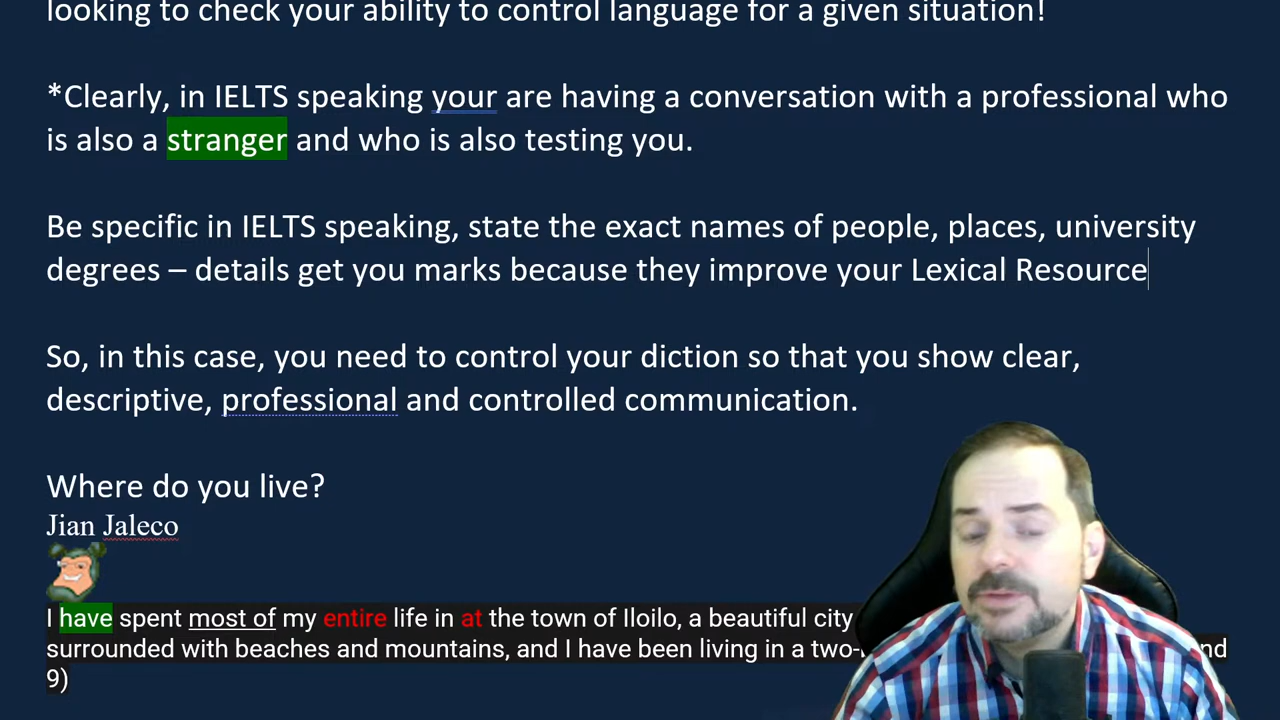 looking to check your ability to control language for a given situation!
*Clearly, in IELTS speaking your are having a conversation with a professional who
is also a stranger and who is also testing you.
Be specific in IELTS speaking, state the exact names of people, places, university
degrees – details get you marks because they improve your Lexical Resource
So, in this case, you need to control your diction so that you show clear,
descriptive, professional and controlled communication.
Where do you live?
Jian Jaleco
I have spent most of my entire life in at the town of Iloilo, a beautiful city
surrounded with beaches and mountains, and I have been living in a
9)